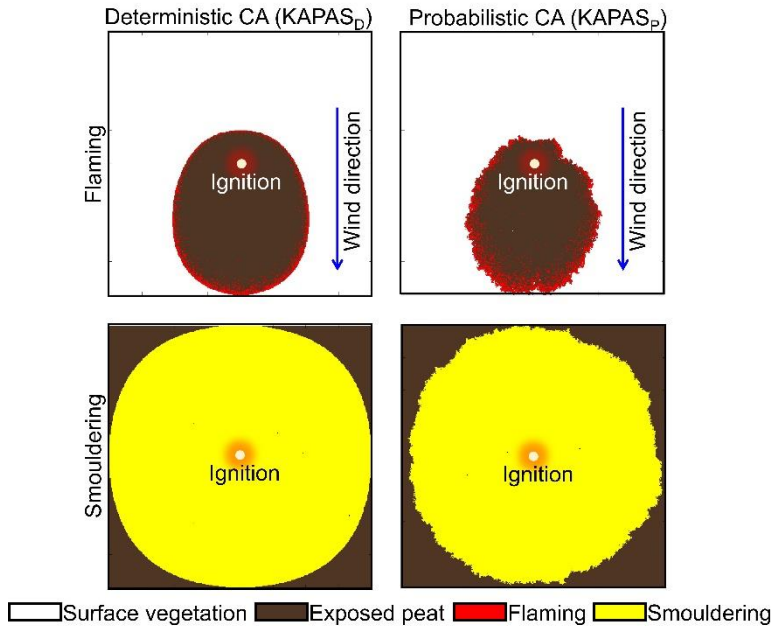 Deterministic CA (KAPASD)
Probabilistic CA (KAPASP)
Flaming
Ignition
Wind direction
Ignition
Wind direction
Smouldering
Ignition
Ignition
Surface vegetation
Exposed peat
Flaming
Smouldering